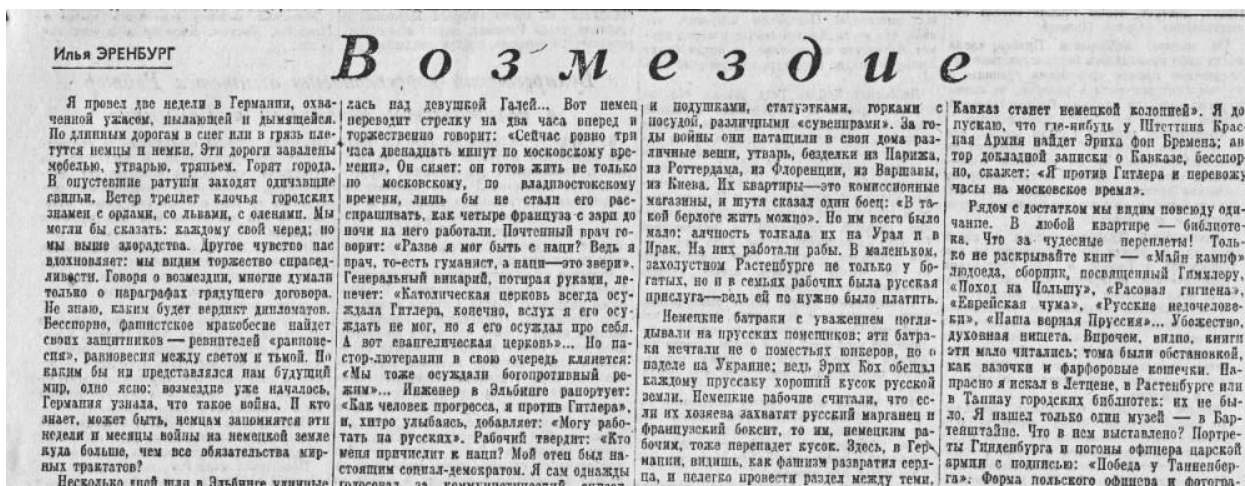 Илья ЭРЕНБУРГ
Возмездие
Я провел две недели в Германии, охва-
ченной ужасом, пылающей и дымящейся.
По длинным дорогам в снег или в грязь пле-
тутся немцы и немки. Эти дороги завалены
мебелью, утварью, тряпьем. Горят города.
В опустевшие ратуши заходят одичавшие
свиньи. Ветер треплет клочья городских
знамен с орлами, со львами, с оленями. Мы
могли бы сказать: каждому свой черед; но
мы выше злорадства. Другое чувство нас
вдохновляет: мы видим торжество справед-
ливости. Говоря о возмездии, многие думали
только о параграфах грядущего договора.
Не знаю, каким будет вердикт дипломатов.
Бесспорно, фашистское мракобесие найдет
своих защитников — ревнителей «равнове-
сия», равновесия между светом и тьмой. Но
каким бы ни представлялся нам будущий
мир, одно ясно: возмездие уже началось,
Германия узнала, что такое война. И кто
знает, может быть, немцам запомнятся эти
недели и месяцы войны на немецкой земле
куда больше, чем все обязательства мир-
ных трактатов?
Несколько дней шли в Эльбинге уличные
лась над девушкой Галей... Вот немец
переводит стрелку на два часа вперед и
торжественно говорит: «Сейчас ровно три
часа двенадцать минут по московскому вре-
мени». Он сияет: он готов жить не только
по московскому, по владивостокскому
времени, лишь бы не стали его рас-
спрашивать, как четыре француза с зари до
ночи на него работали. Почтенный врач го-
ворит: «Разве я мог быть с наци? Ведь я
врач, то-есть гуманист, а наци—это звери».
Генеральный викарий, потирая руками, ле-
печет: «Католическая церковь всегда осу-
ждала Гитлера, конечно, вслух я его осу-
ждать не мог, но я его осуждал про себя.
А вот евангелическая церковь»... Но па-
стор-лютеранин в свою очередь клянется:
«Мы тоже осуждали богопротивный ре-
жим»... Инженер в Эльбинге рапортует:
«Как человек прогресса, я против Гитлера»,
и, хитро улыбаясь, добавляет: «Могу рабо-
тать на русских». Рабочий твердит: «Кто
меня причислит к наци? Мой отец был на-
стоящим социал-демократом. Я сам однажды
голосовал за
и подушками, статуэтками, горками с
посудой, различными «сувенирами». За го-
ды войны они натащили в свои дома раз-
личные вещи, утварь, безделки из Парижа,
из Роттердама, из Флоренции, из Варшавы,
из Киева. Их квартиры—это комиссионные
магазины, и шутя сказал один боец: «В та-
кой берлоге жить можно». Но им всего было
мало: алчность толкала их на Урал и в
Ирак. На них работали рабы. В маленьком,
захолустном Растенбурге не только у бо-
гатых, но и в семьях рабочих была русская
прислуга—ведь ей не нужно было платить.
Немецкие батраки с уважением погля-
дывали на прусских помещиков: эти батра-
ки мечтали не о поместьях юнкеров, но о
наделе на Украине; ведь Эрих Кох обещал
каждому пруссаку хороший кусок русской
земли. Немецкие рабочие считали, что ес-
ли их хозяева захватят русский марганец и
французский боксит, то им, немецким ра-
бочим, тоже перепадет кусок. Здесь, в Гер-
мании, видишь, как фашизм развратил серд-
ца, и нелегко провести раздел между теми,
Кавказ станет немецкой колонией». Я до
пускаю, что где-нибудь у Штеттина Крас-
ная Армия найдет Эриха фон Бремена; ав
тор докладной записки о Кавказе, бесспор-
но, скажет: «Я против Гитлера и перевожу
часы на московское время».
Рядом с достатком мы видим повсюду оди-
чание. В любой квартире — библиоте-
ка. Что за чудесные переплеты! Толь-
ко не раскрывайте книг — «Майн кампф»
людоеда, сборник, посвященный Гиммлеру,
«Поход на Польшу», «Расовая гигиена»,
«Еврейская чума», «Русские недочелове-
ки», «Наша верная Пруссия»... Убожество,
духовная нищета. Впрочем, видно, книги
эти мало читались; тома были обстановкой,
как вазочки и фарфоровые кошечки. На-
прасно я искал в Летцене, в Растенбурге или
в Тапиау городских библиотек: их не бы-
ло. Я нашел только один музей — в Бар-
тенштайне. Что в нем выставлено? Портре-
ты Гинденбурга и погоны офицера царской
армии с подписью: «Победа у Танненбер-
га». Форма польского офицера и фотогра-